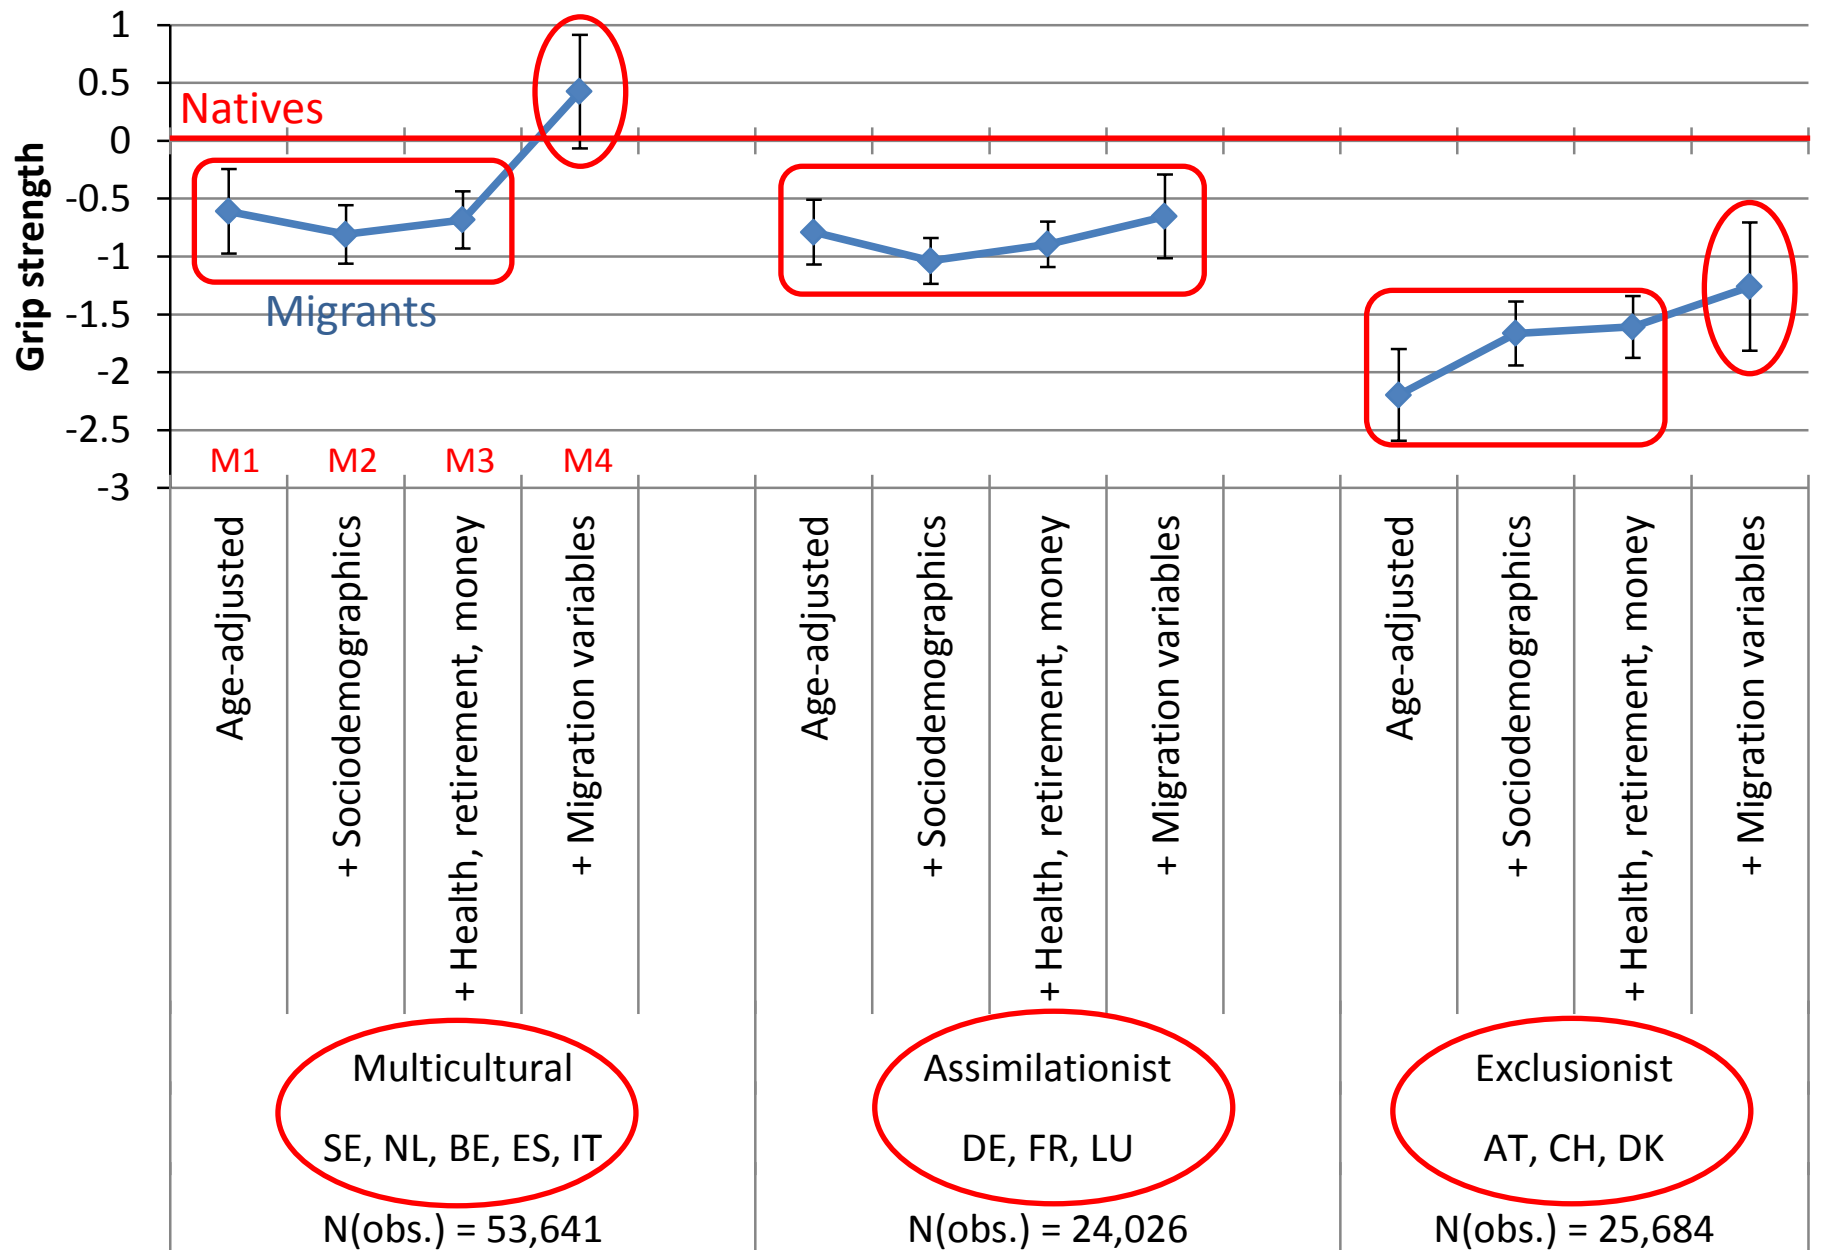 1
0.5
0
-0.5
-1
-1.5
-2
-2.5
-3
Grip strength
Natives
Migrants
M1 M2 M3 M4
Age-adjusted
+ Sociodemographics
+ Health, retirement, money
+ Migration variables
Age-adjusted
+ Sociodemographics
+ Health, retirement, money
+ Migration variables
Age-adjusted
+ Sociodemographics
+ Health, retirement, money
+ Migration variables
Multicultural
SE, NL, BE, ES, IT
N(obs.) = 53,641
Assimilationist
DE, FR, LU
N(obs.) = 24,026
Exclusionist
AT, CH, DK
N(obs.) = 25,684